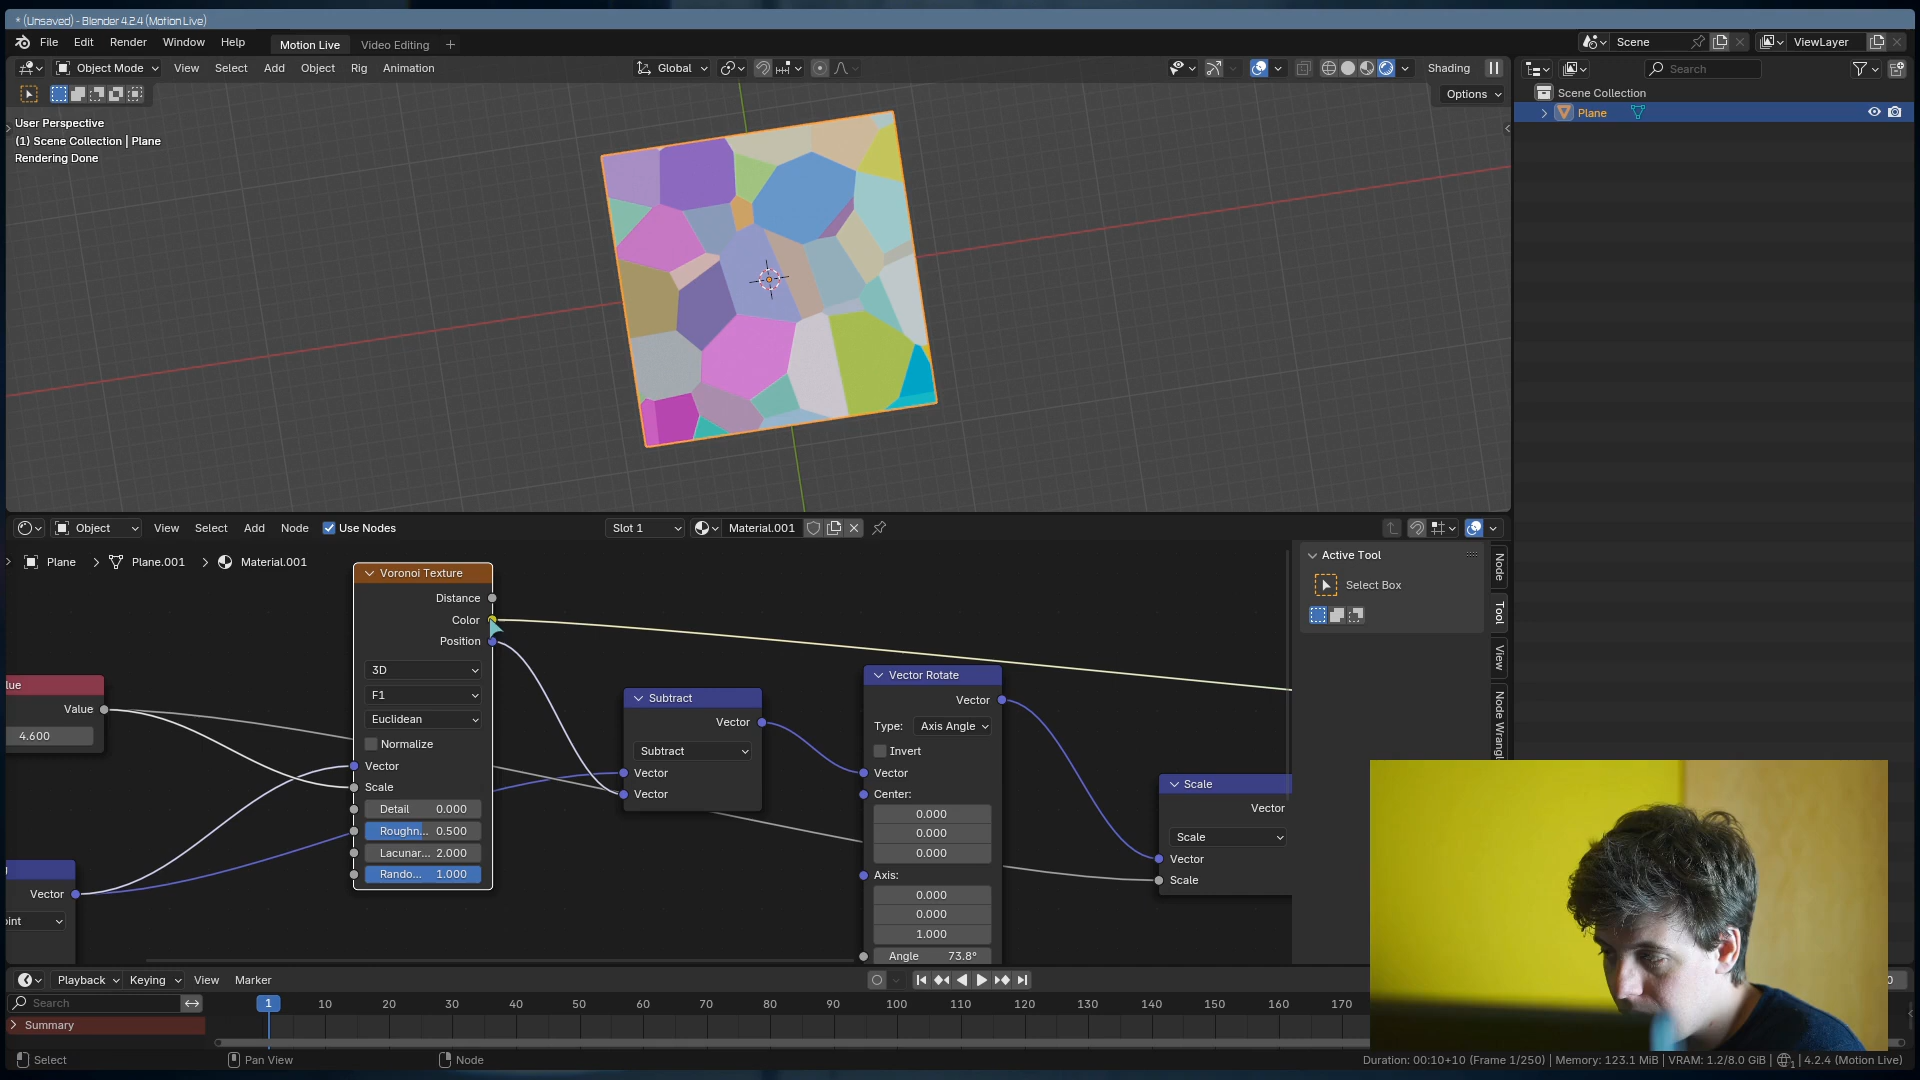 * (Unsaved) - Blender 4.2.4 (Motion Live)
File Edit Render Window Help Motion Live Video Editing + Scene ViewLayer
Object Mode View Select Add Object Rig Animation Global Shading Search
Options
User Perspective
(1) Scene Collection | Plane
Rendering Done
Scene Collection
Plane
Object View Select Add Node Use Nodes Slot 1 Material.001
Plane > Plane.001 > Material.001
Voronoi Texture
Distance
Color
Position
3D
F1
Euclidean
Normalize
Vector
Scale
Detail 0.000
Roughn... 0.500
Lacunar... 2.000
Rando... 1.000
lue
Value
4.600
Vector
oint
Subtract
Vector
Subtract
Vector
Vector
Vector Rotate
Vector
Type: Axis Angle
Invert
Vector
Center:
0.000
0.000
0.000
Axis:
0.000
0.000
1.000
Angle 73.8°
Scale
Vector
Scale
Vector
Scale
Active Tool
Select Box
Node
Tool
View
Node Wrangl
Playback Keying View Marker
Search
1 10 20 30 40 50 60 70 80 90 100 110 120 130 140 150 160 170
Summary
Select Pan View Node
Duration: 00:10+10 (Frame 1/250) | Memory: 123.1 MiB | VRAM: 1.2/8.0 GiB | 1 | 4.2.4 (Motion Live)